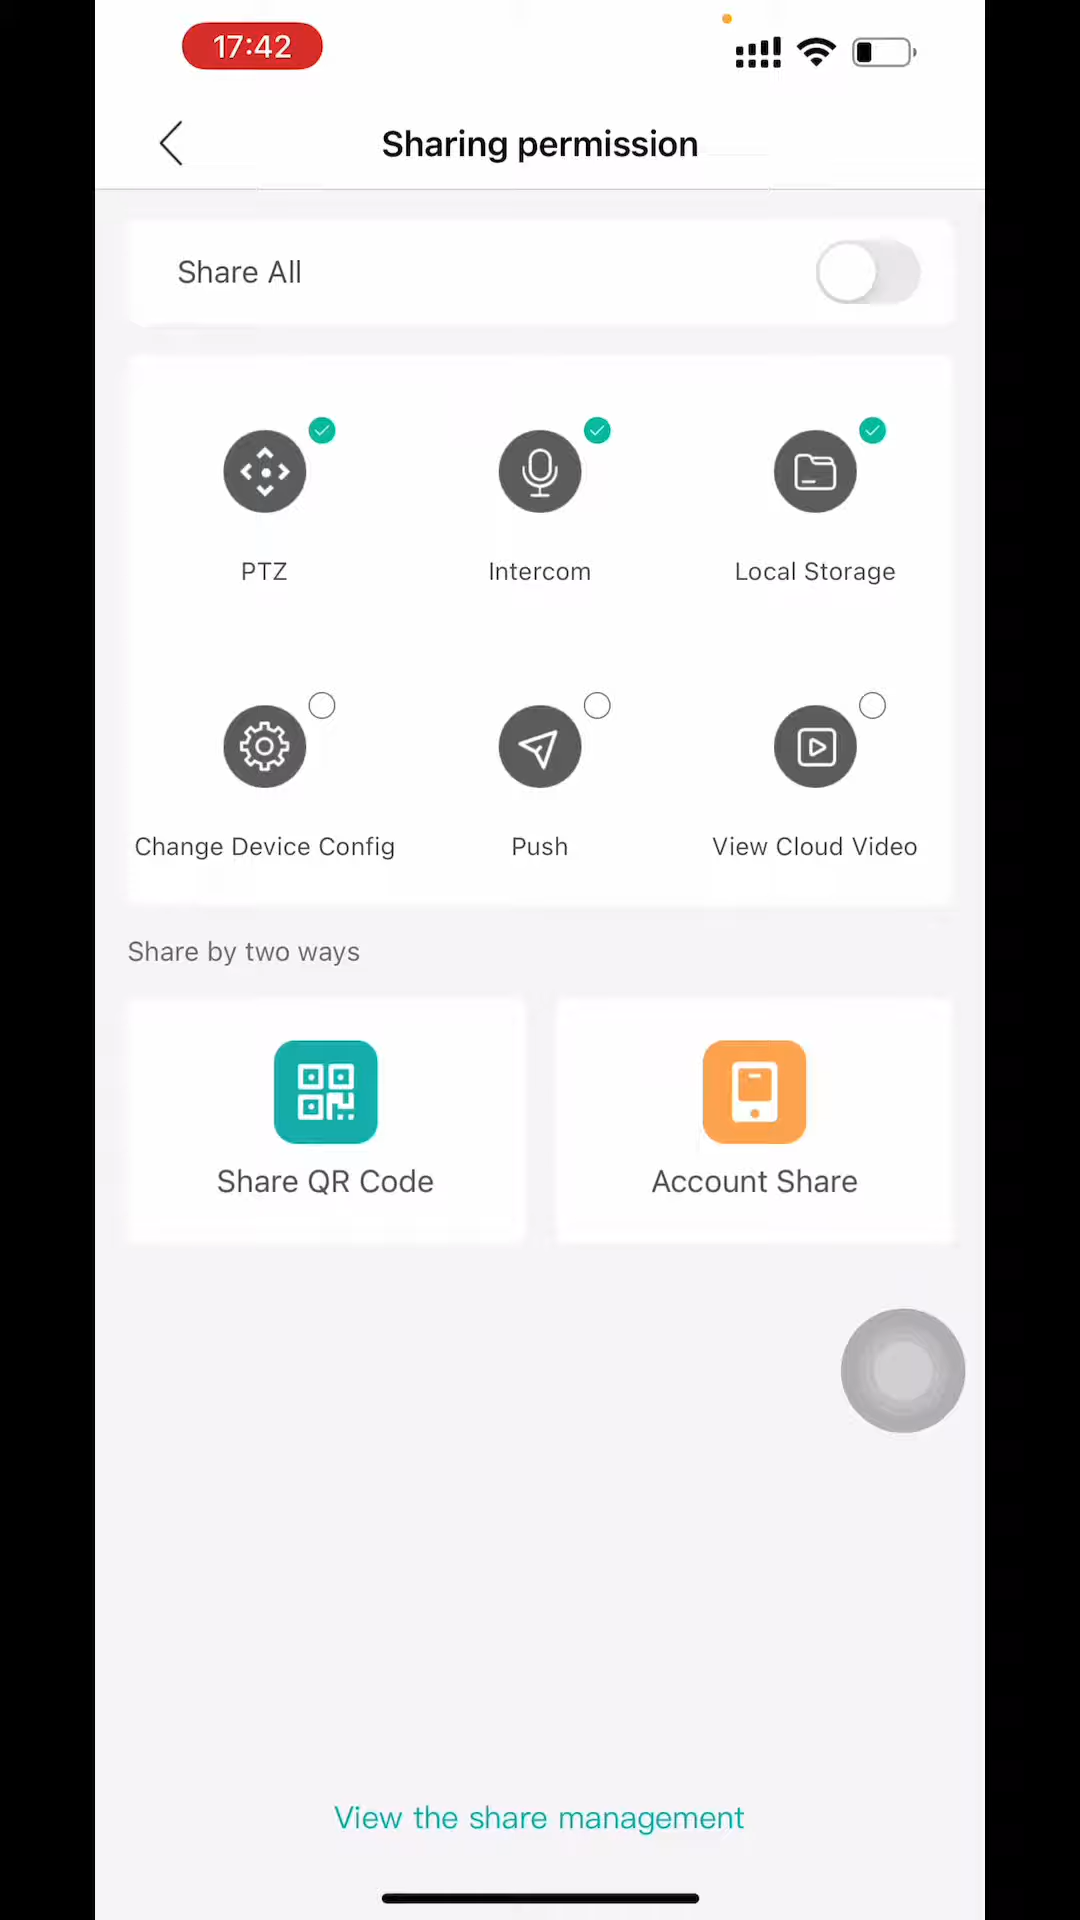 17:42
Sharing permission
Share All
PTZ
Intercom
Local Storage
Change Device Config
Push
View Cloud Video
Share by two ways
Share QR Code
Account Share
View the share management